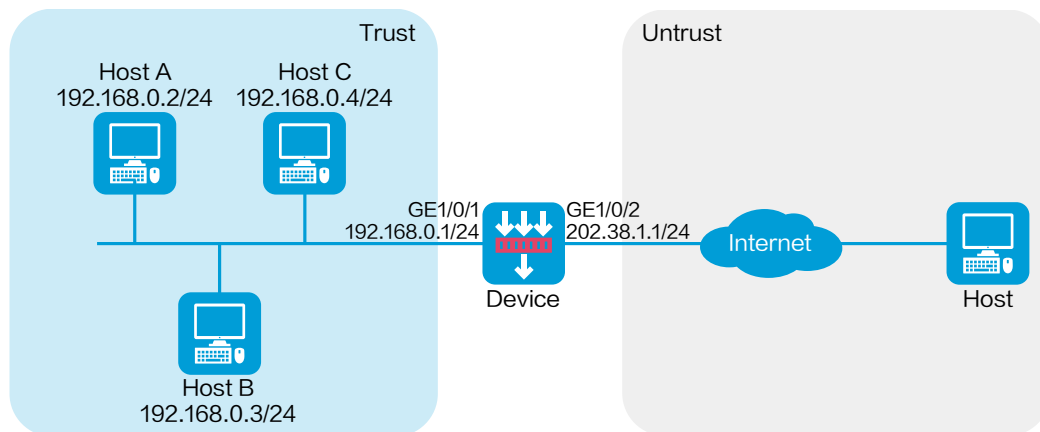 Trust
Untrust
Host A
192.168.0.2/24
Host C
192.168.0.4/24
GE1/0/1
192.168.0.1/24
GE1/0/2
202.38.1.1/24
Internet
Device
Host
Host B
192.168.0.3/24